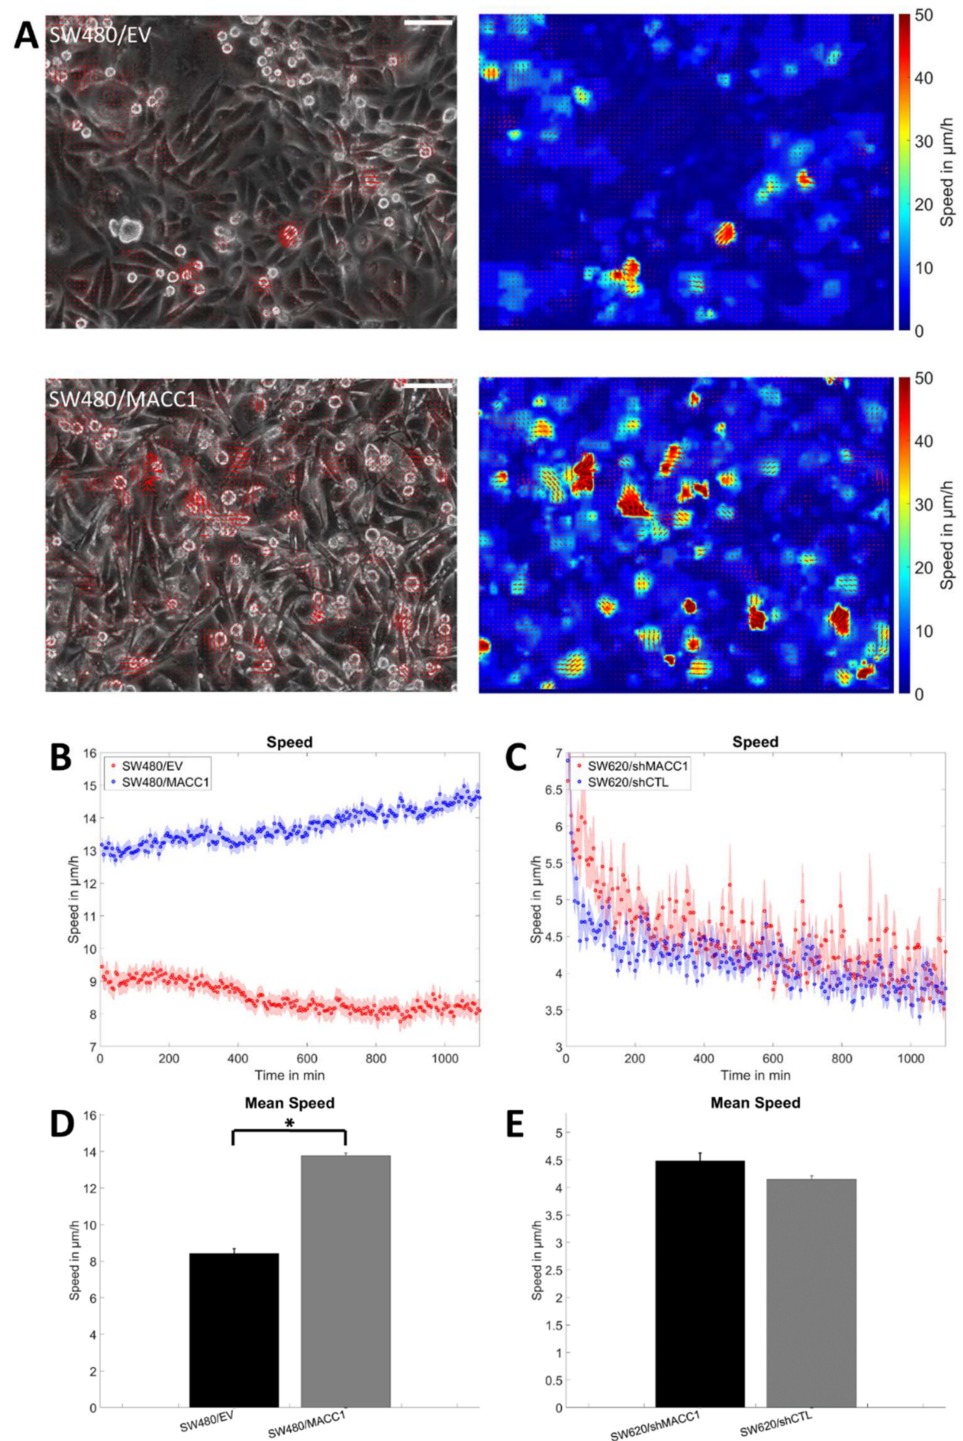 A
SW480/EV
50
40
30
20
10
0
Speed in µm/h
SW480/MACC1
50
40
30
20
10
0
Speed in µm/h
B
Speed
SW480/EV
SW480/MACC1
16
15
14
13
12
11
10
9
8
7
Speed in µm/h
0 200 400 600 800 1000
Time in min
C
Speed
SW620/shMACC1
SW620/shCTL
7
6.5
6
5.5
5
4.5
4
3.5
3
Speed in µm/h
0 200 400 600 800 1000
Time in min
D
Mean Speed
*
16
14
12
10
8
6
4
2
0
Speed in µm/h
SW480/EV
SW480/MACC1
E
Mean Speed
5
4.5
4
3.5
3
2.5
2
1.5
1
0.5
0
Speed in µm/h
SW620/shMACC1
SW620/shCTL